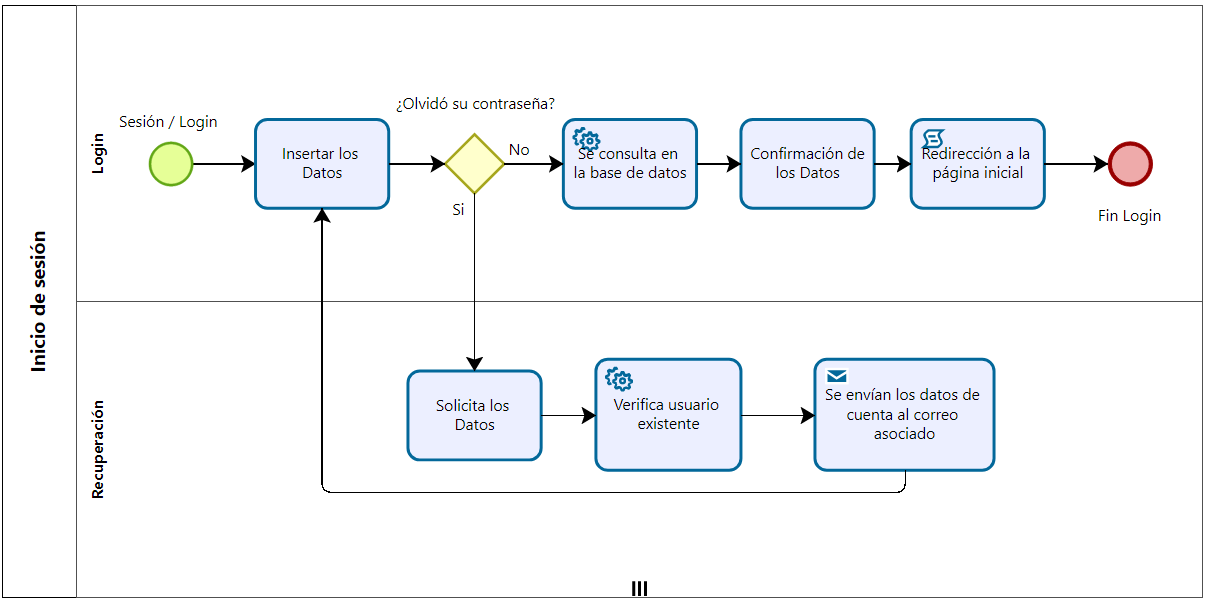 Inicio de sesión
Login
Sesión / Login
Insertar los
Datos
¿Olvidó su contraseña?
No
Si
Se consulta en
la base de datos
Confirmación de
los Datos
Redirección a la
página inicial
Fin Login
Recuperación
Solicita los
Datos
Verifica usuario
existente
Se envían los datos de
cuenta al correo
asociado